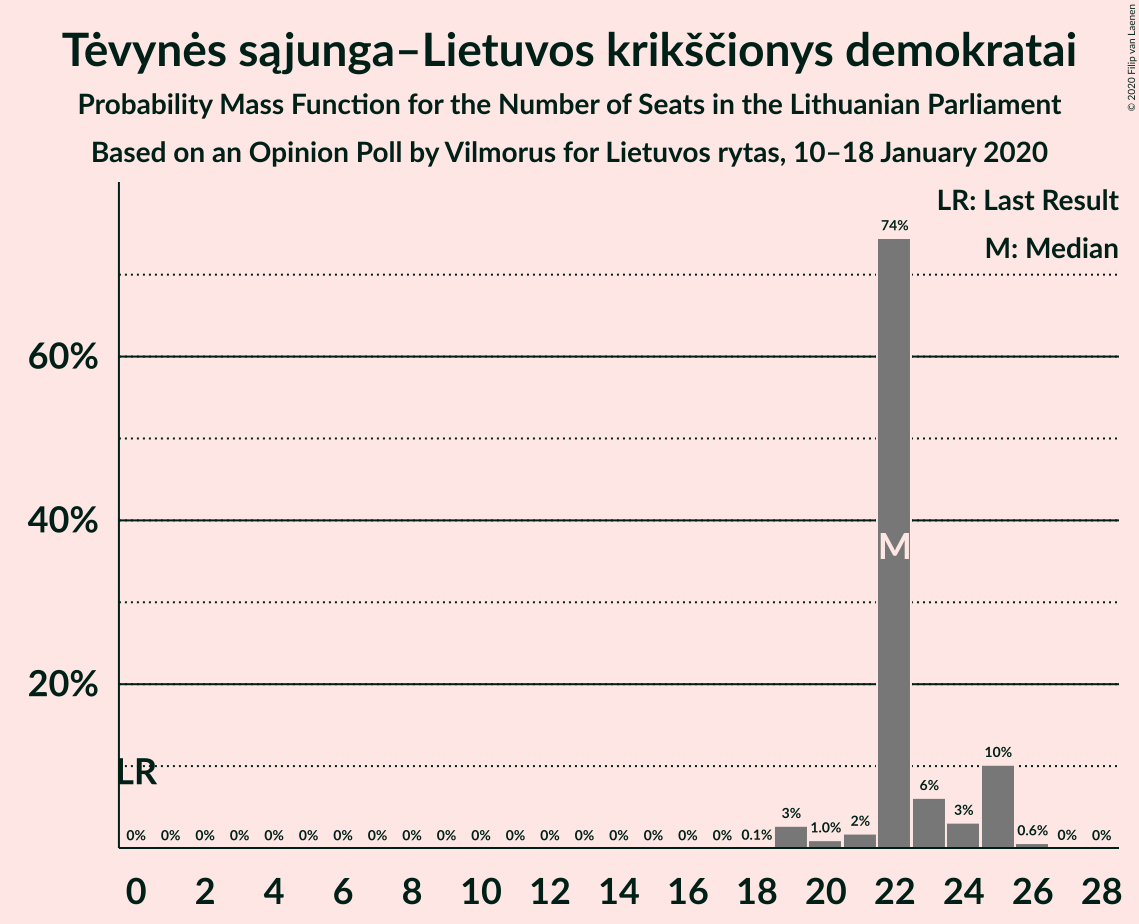 Tėvynės sąjunga–Lietuvos krikščionys demokratai
Probability Mass Function for the Number of Seats in the Lithuanian Parliament
Based on an Opinion Poll by Vilmorus for Lietuvos rytas, 10–18 January 2020
© 2020 Filip van Laenen
LR: Last Result
M: Median
74%
60%
40%
M
20%
LR
10%
6%
3%
3%
2%
1.0%
0.6%
0% 0% 0% 0% 0% 0% 0% 0% 0% 0% 0% 0% 0% 0% 0% 0% 0% 0% 0.1% 0% 0%
0 2 4 6 8 10 12 14 16 18 20 22 24 26 28